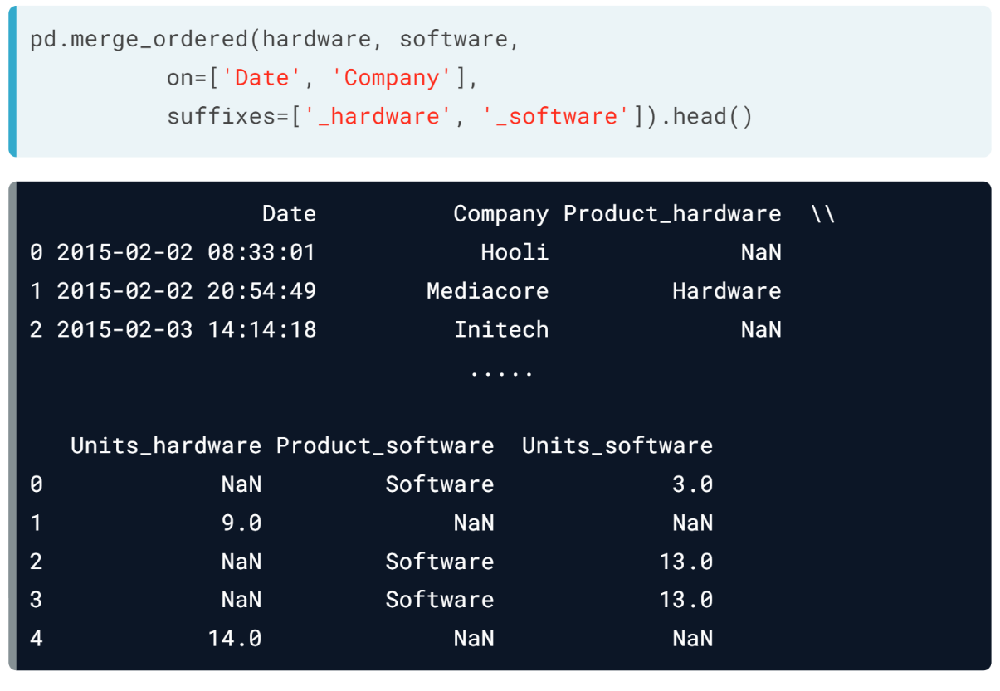 pd.merge_ordered(hardware, software,
on=['Date', 'Company'],
suffixes=['_hardware', '_software']).head()
Date Company Product_hardware \\
0 2015-02-02 08:33:01 Hooli NaN
1 2015-02-02 20:54:49 Mediacore Hardware
2 2015-02-03 14:14:18 Initech NaN
.....
Units_hardware Product_software Units_software
0 NaN Software 3.0
1 9.0 NaN NaN
2 NaN Software 13.0
3 NaN Software 13.0
4 14.0 NaN NaN